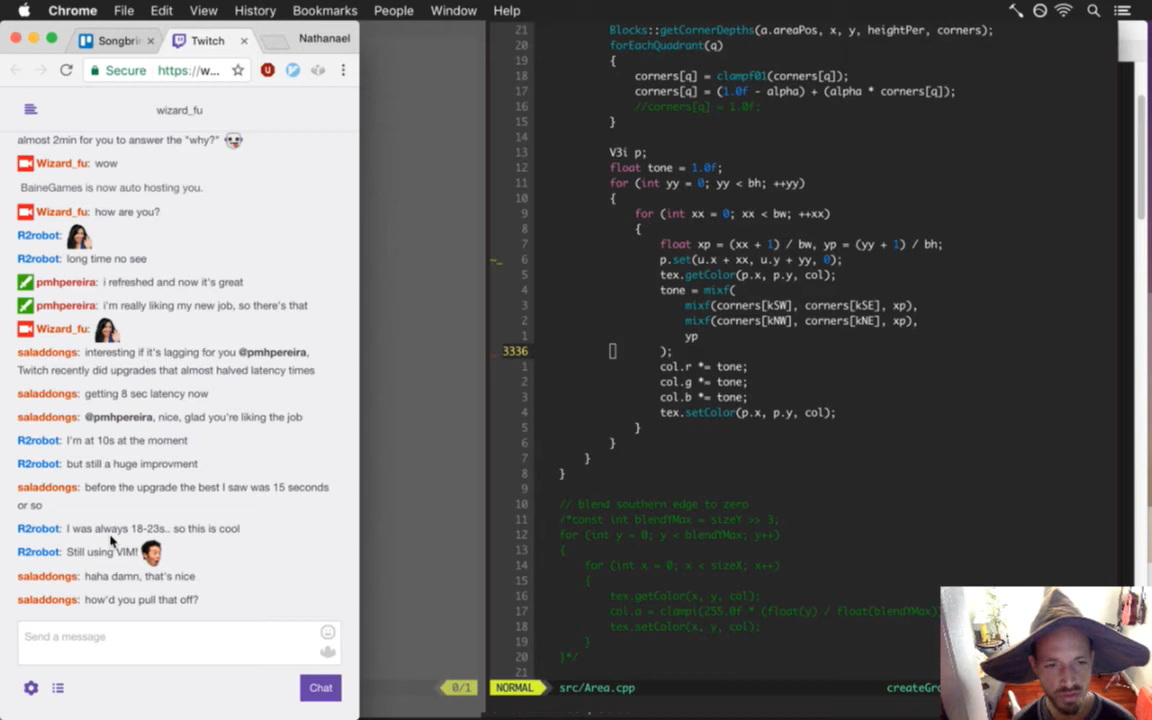 Chrome File Edit View History Bookmarks People Window Help
Songbrin Twitch Nathanael
Secure https://w...
wizard_fu
almost 2min for you to answer the "why?"
Wizard_fu: wow
BaineGames is now auto hosting you.
Wizard_fu: how are you?
R2robot:
R2robot: long time no see
pmhpereira: i refreshed and now it's great
pmhpereira: i'm really liking my new job, so there's that
Wizard_fu:
saladdongs: interesting if it's lagging for you @pmhpereira,
Twitch recently did upgrades that almost halved latency times
saladdongs: getting 8 sec latency now
saladdongs: @pmhpereira, nice, glad you're liking the job
R2robot: I'm at 10s at the moment
R2robot: but still a huge improvment
saladdongs: before the upgrade the best I saw was 15 seconds
or so
R2robot: I was always 18-23s.. so this is cool
R2robot: Still using VIM!
saladdongs: haha damn, that's nice
saladdongs: how'd you pull that off?
Send a message
Chat
0/1
21 Blocks::getCornerDepths(a.areaPos, x, y, heightPer, corners);
20 forEachQuadrant(q)
19 {
18 corners[q] = clampf01(corners[q]);
17 corners[q] = (1.0f - alpha) + (alpha * corners[q]);
16 //corners[q] = 1.0f;
15 }
14
13 V3i p;
12 float tone = 1.0f;
11 for (int yy = 0; yy < bh; ++yy)
10 {
9 for (int xx = 0; xx < bw; ++xx)
8 {
7 float xp = (xx + 1) / bw, yp = (yy + 1) / bh;
6 p.set(u.x + xx, u.y + yy, 0);
5 tex.getColor(p.x, p.y, col);
4 tone = mixf(
3 mixf(corners[kSW], corners[kSE], xp),
2 mixf(corners[kNW], corners[kNE], xp),
1 yp
3336 );
1 col.r *= tone;
2 col.g *= tone;
3 col.b *= tone;
4 tex.setColor(p.x, p.y, col);
5 }
6 }
7 }
8 }
9
10 // blend southern edge to zero
11 /*const int blendYMax = sizeY >> 3;
12 for (int y = 0; y < blendYMax; y++)
13 {
14 for (int x = 0; x < sizeX; x++)
15 {
16 tex.getColor(x, y, col);
17 col.a = clampi(255.0f * (float(y) / float(blendYMax)
18 tex.setColor(x, y, col);
19 }
20 }*/
21
NORMAL src/Area.cpp createGro